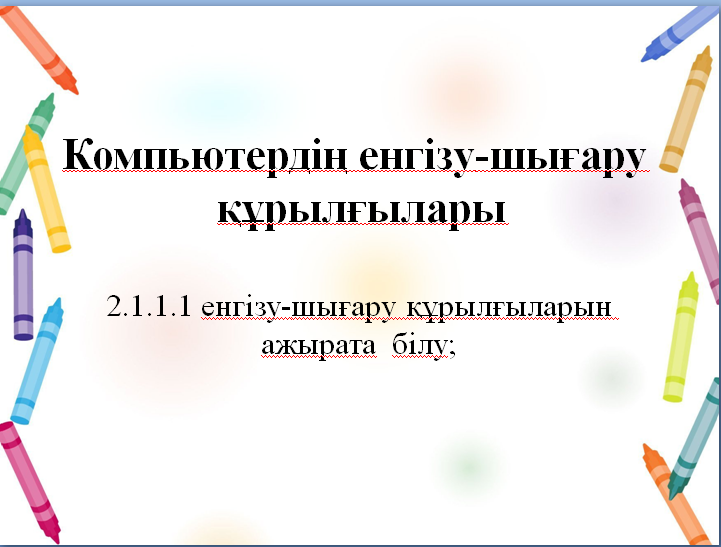 Компьютердің енгізу-шығару
құрылғылары
2.1.1.1 енгізу-шығару құрылғыларын
ажырата білу;